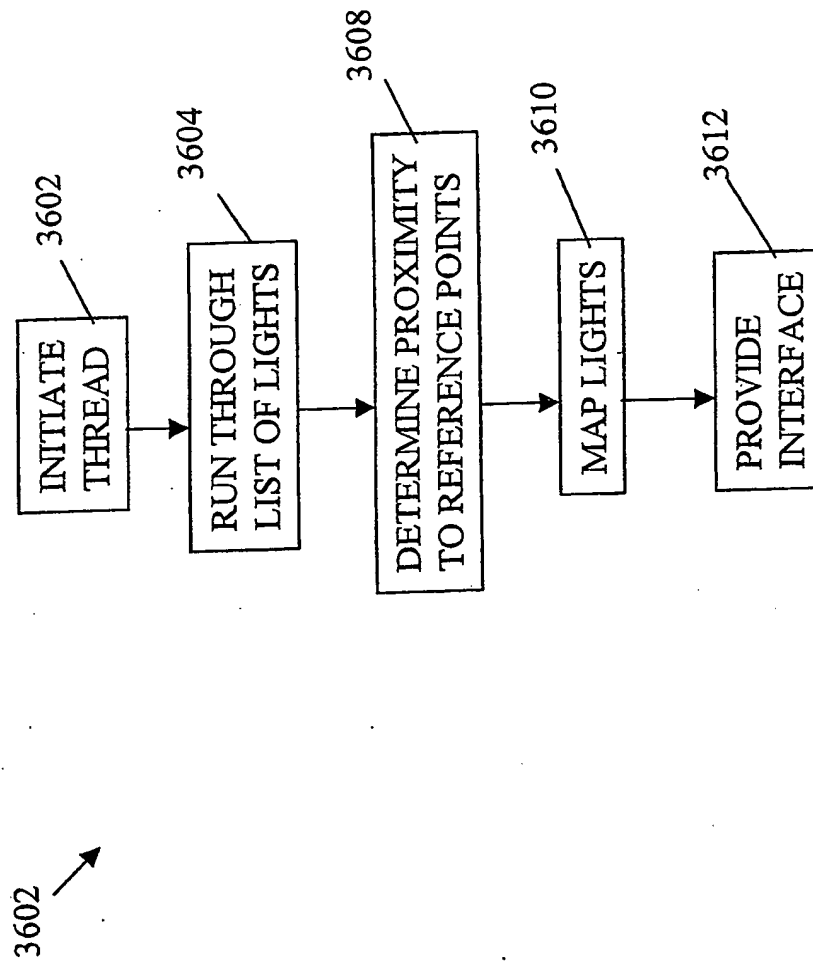 3602
INITIATE
THREAD
3602
RUN THROUGH
LIST OF LIGHTS
3604
DETERMINE PROXIMITY
TO REFERENCE POINTS
3608
MAP LIGHTS
3610
PROVIDE
INTERFACE
3612